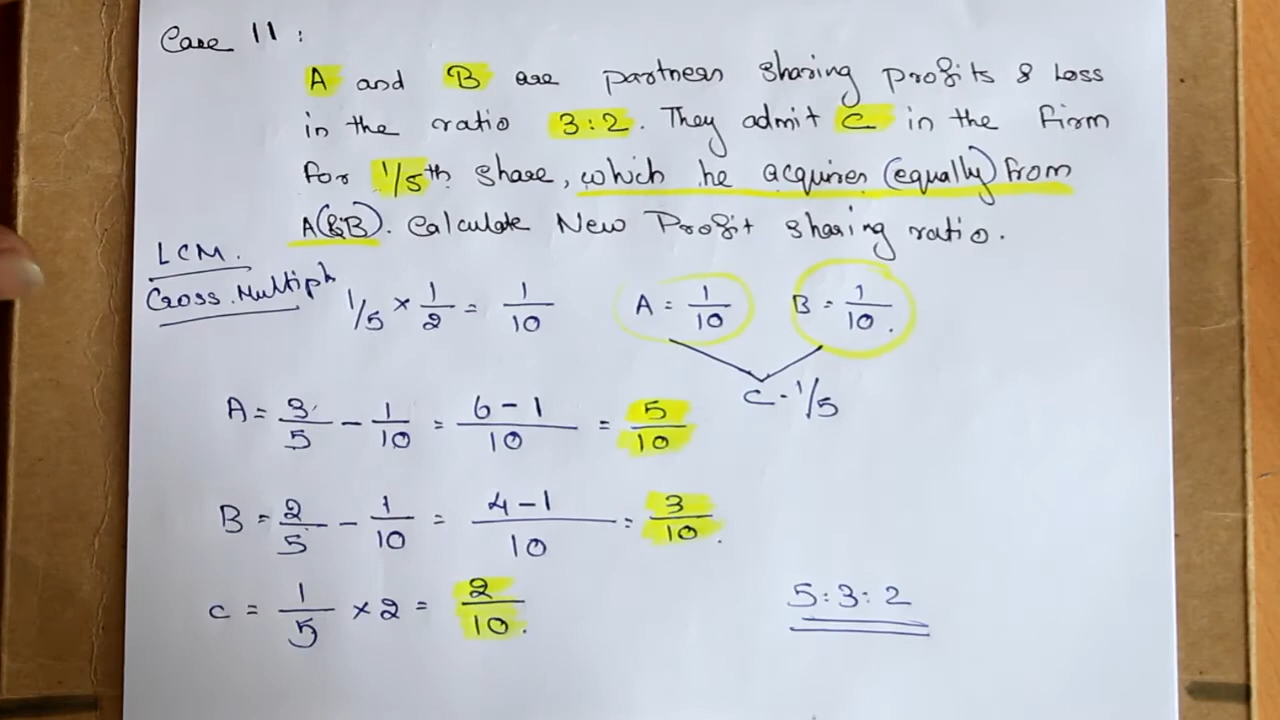 Case 11:
A and B are partners sharing profits & Loss
in the ratio 3:2. They admit C in the Firm
for 1/5th share, which he acquires (equally) from
A(&B). Calculate New Profit sharing ratio.
LCM.
Cross.Multiph
1/5 × 1/2 = 1/10 A = 1/10 B = 1/10.
C - 1/5
A = 3/5 - 1/10 = 6-1/10 = 5/10
B = 2/5 - 1/10 = 4-1/10 = 3/10.
C = 1/5 × 2 = 2/10.
5:3:2